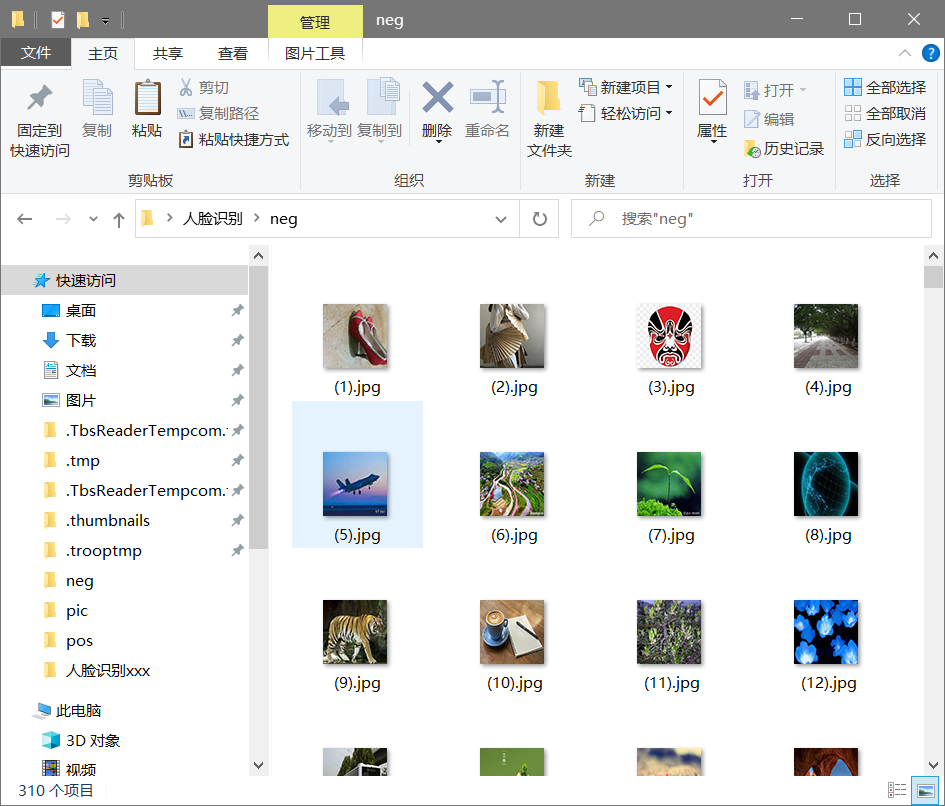 管理
neg
文件
主页
共享
查看
图片工具
固定到
快速访问
复制
粘贴
剪切
复制路径
粘贴快捷方式
剪贴板
移动到
复制到
删除
重命名
组织
新建
文件夹
新建项目
轻松访问
新建
属性
打开
编辑
历史记录
打开
全部选择
全部取消
反向选择
选择
人脸识别
neg
搜索"neg"
快速访问
桌面
下载
文档
图片
.TbsReaderTempcom.
.tmp
.TbsReaderTempcom.
.thumbnails
.trooptmp
neg
pic
pos
人脸识别xxx
此电脑
3D 对象
视频
(1).jpg
(2).jpg
(3).jpg
(4).jpg
(5).jpg
(6).jpg
(7).jpg
(8).jpg
(9).jpg
(10).jpg
(11).jpg
(12).jpg
310 个项目